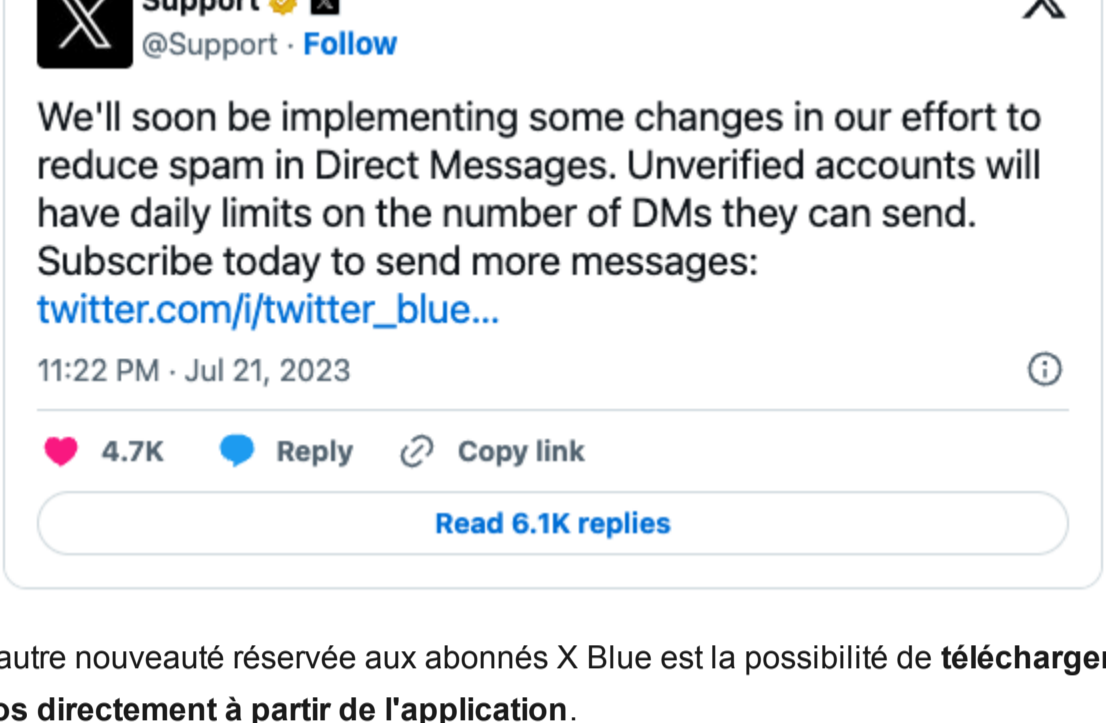 Support
@Support · Follow
We'll soon be implementing some changes in our effort to
reduce spam in Direct Messages. Unverified accounts will
have daily limits on the number of DMs they can send.
Subscribe today to send more messages:
twitter.com/i/twitter_blue...
11:22 PM · Jul 21, 2023
4.7K Reply Copy link
Read 6.1K replies
autre nouveauté réservée aux abonnés X Blue est la possibilité de télécharger
os directement à partir de l'application.